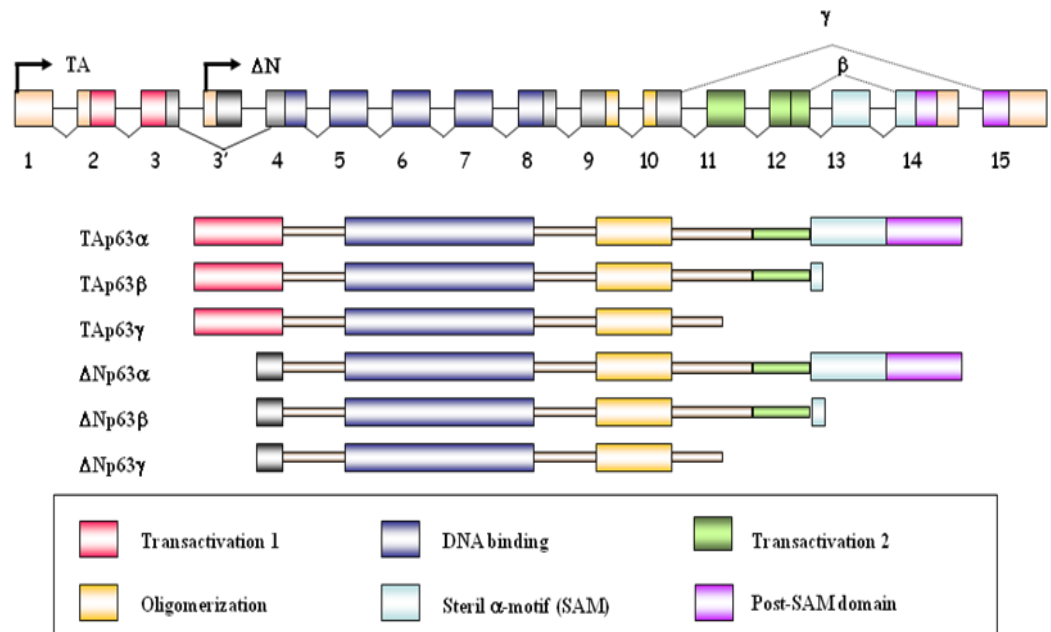 γ
TA ΔN β
1 2 3 3′ 4 5 6 7 8 9 10 11 12 13 14 15
TAp63α
TAp63β
TAp63γ
ΔNp63α
ΔNp63β
ΔNp63γ
Transactivation 1 DNA binding Transactivation 2
Oligomerization Steril α-motif (SAM) Post-SAM domain